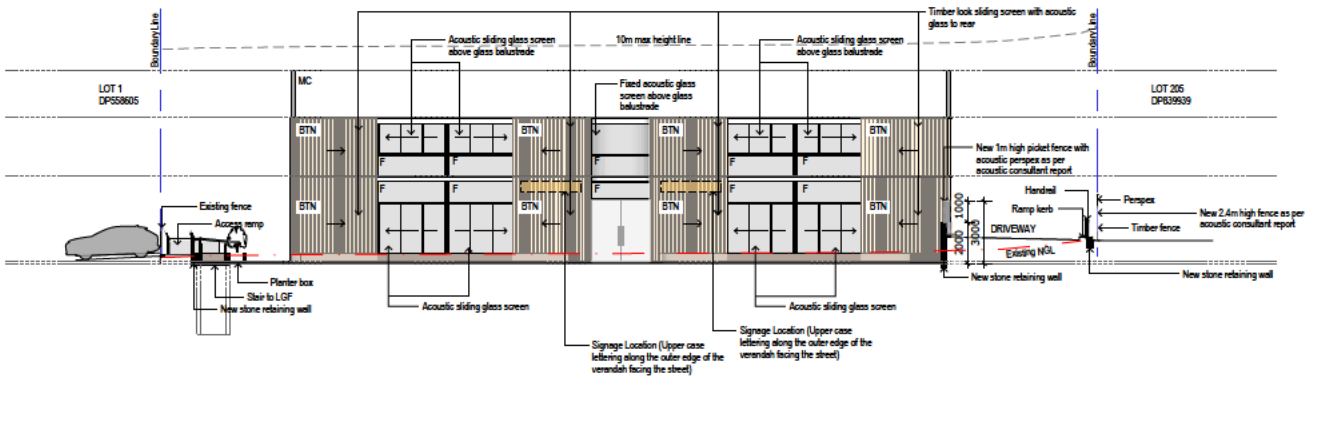 Timber look sliding screen with acoustic
glass to rear
Boundary Line
Acoustic sliding glass screen
above glass balustrade
10m max height line
Acoustic sliding glass screen
above glass balustrade
Boundary Line
MC
LOT 1
DP558605
Fixed acoustic glass
screen above glass
balustrade
LOT 205
DP839939
BTN
BTN
BTN
BTN
F
F
F
F
F
New 1m high picket fence with
acoustic perspex as per
acoustic consultant report
F
F
F
F
F
Handrail
Perspex
Existing fence
BTN
BTN
BTN
BTN
Ramp kerb
1000
New 2.4m high fence as per
acoustic consultant report
Access ramp
DRIVEWAY
3000
Timber fence
2000
Existing NGL
New stone retaining wall
New stone retaining wall
Planter box
Stair to LGF
New stone retaining wall
Acoustic sliding glass screen
Acoustic sliding glass screen
Signage Location (Upper case
lettering along the outer edge of the
verandah facing the street)
Signage Location (Upper case
lettering along the outer edge of the
verandah facing the street)